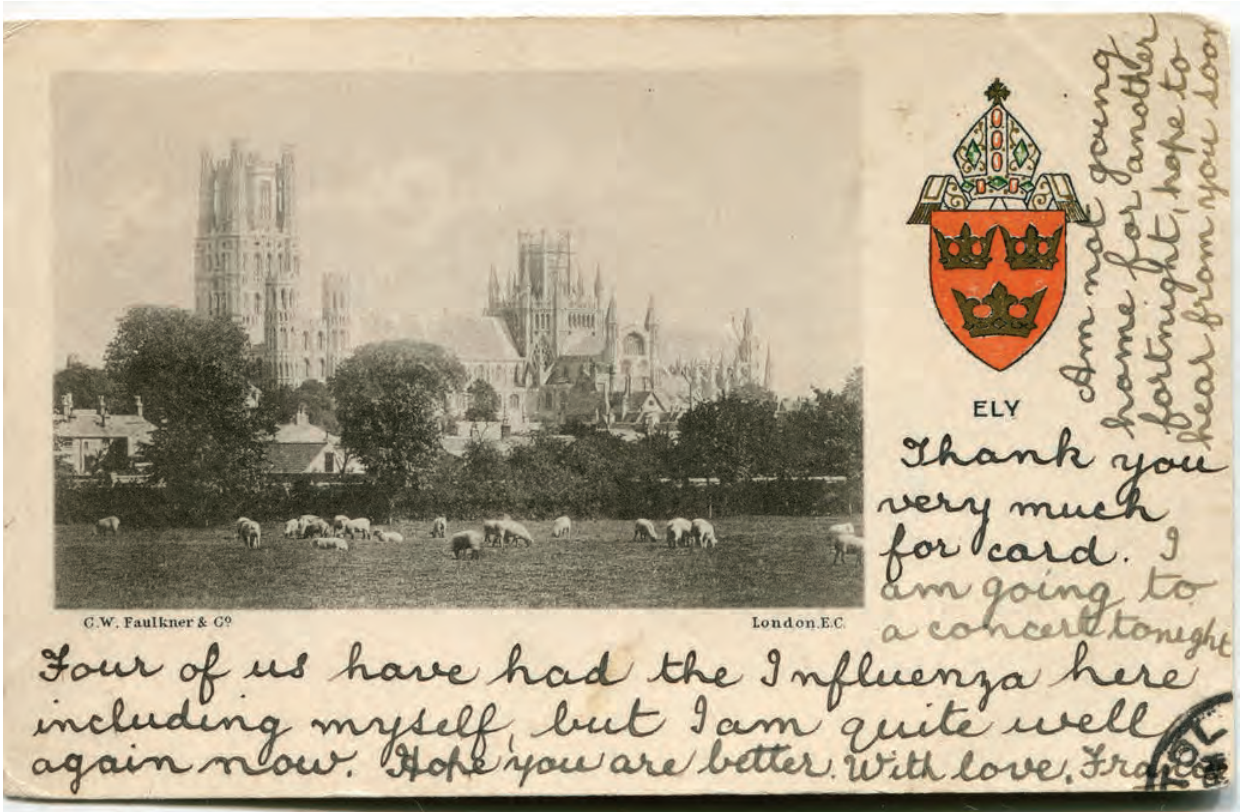 Am not going
home for another
fortnight, hope to
hear from you soon
ELY
Thank you
very much
for card. I
am going to
a concert tonight
C.W. Faulkner & Cº
London.E.C.
Four of us have had the Influenza here
including myself, but I am quite well
again now. Hope you are better. With love,